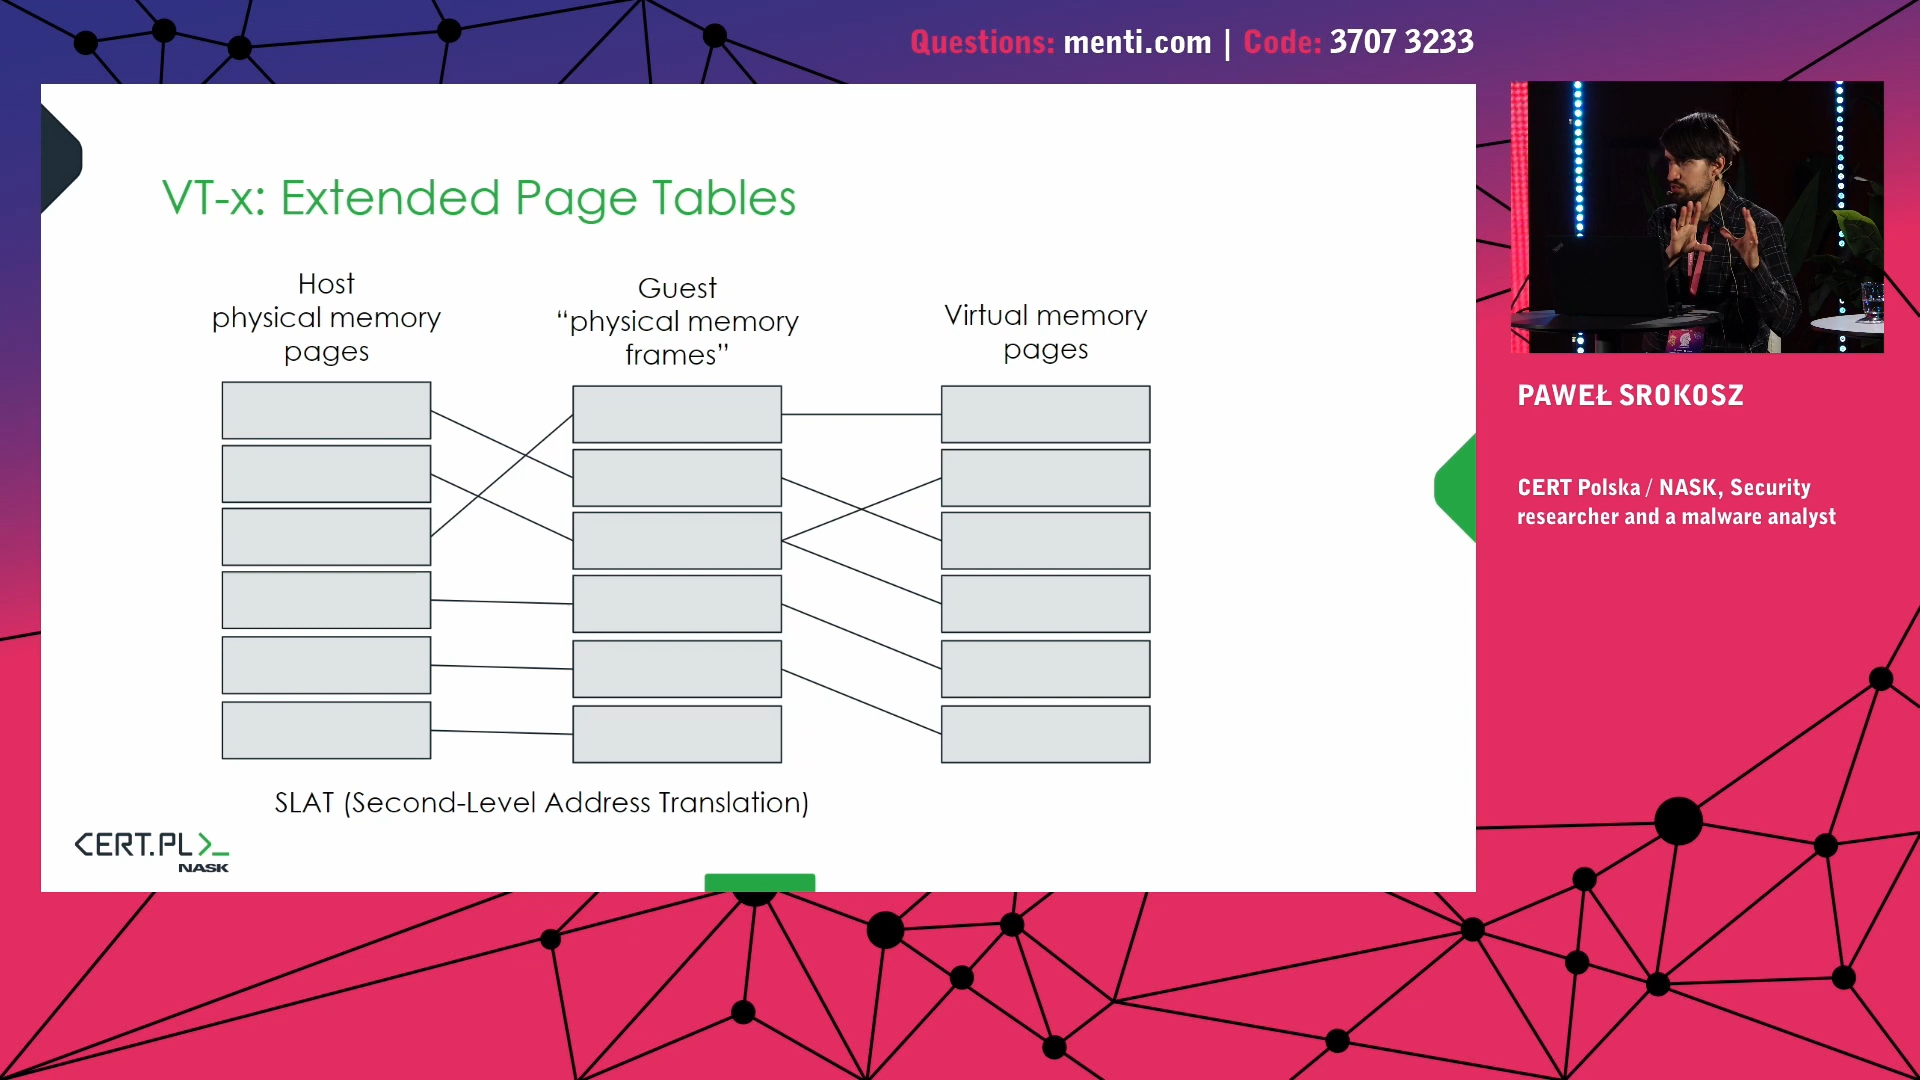 Questions: menti.com | Code: 3707 3233
VT-x: Extended Page Tables
Host
physical memory
pages
Guest
“physical memory
frames”
Virtual memory
pages
SLAT (Second-Level Address Translation)
CERT.PL>_
NASK
PAWEŁ SROKOSZ
CERT Polska / NASK, Security
researcher and a malware analyst